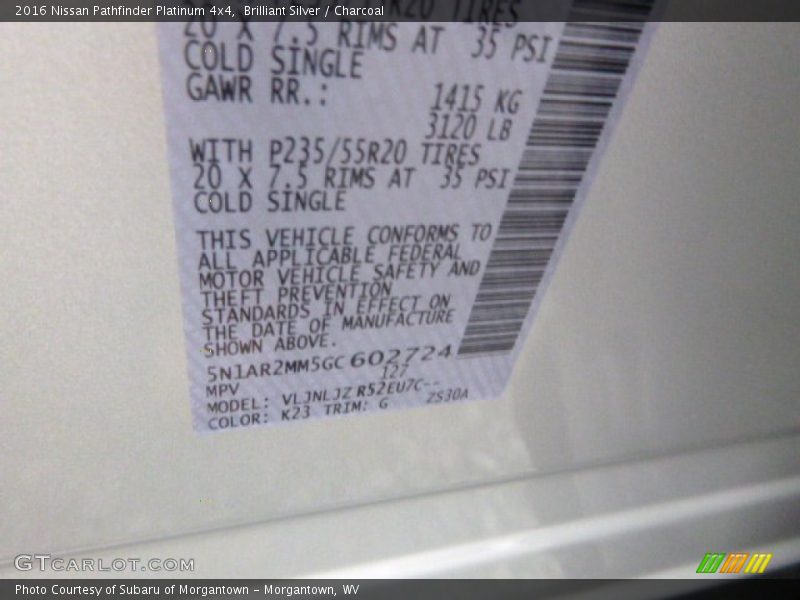 2016 Nissan Pathfinder Platinum 4x4,  Brilliant Silver / Charcoal
R20 TIRES
20 X 7.5 RIMS AT 35 PSI
COLD SINGLE
GAWR RR.: 1415 KG
3120 LB
WITH P235/55R20 TIRES
20 X 7.5 RIMS AT 35 PSI
COLD SINGLE
THIS VEHICLE CONFORMS TO
ALL APPLICABLE FEDERAL
MOTOR VEHICLE SAFETY AND
THEFT PREVENTION
STANDARDS IN EFFECT ON
THE DATE OF MANUFACTURE
SHOWN ABOVE.
5N1AR2MM5GC602724
MPV 127
MODEL: VLJNLJZ R52EU7C--
COLOR: K23 TRIM: G ZS30A
GTCARLOT.COM
Photo Courtesy of Subaru of Morgantown - Morgantown, WV